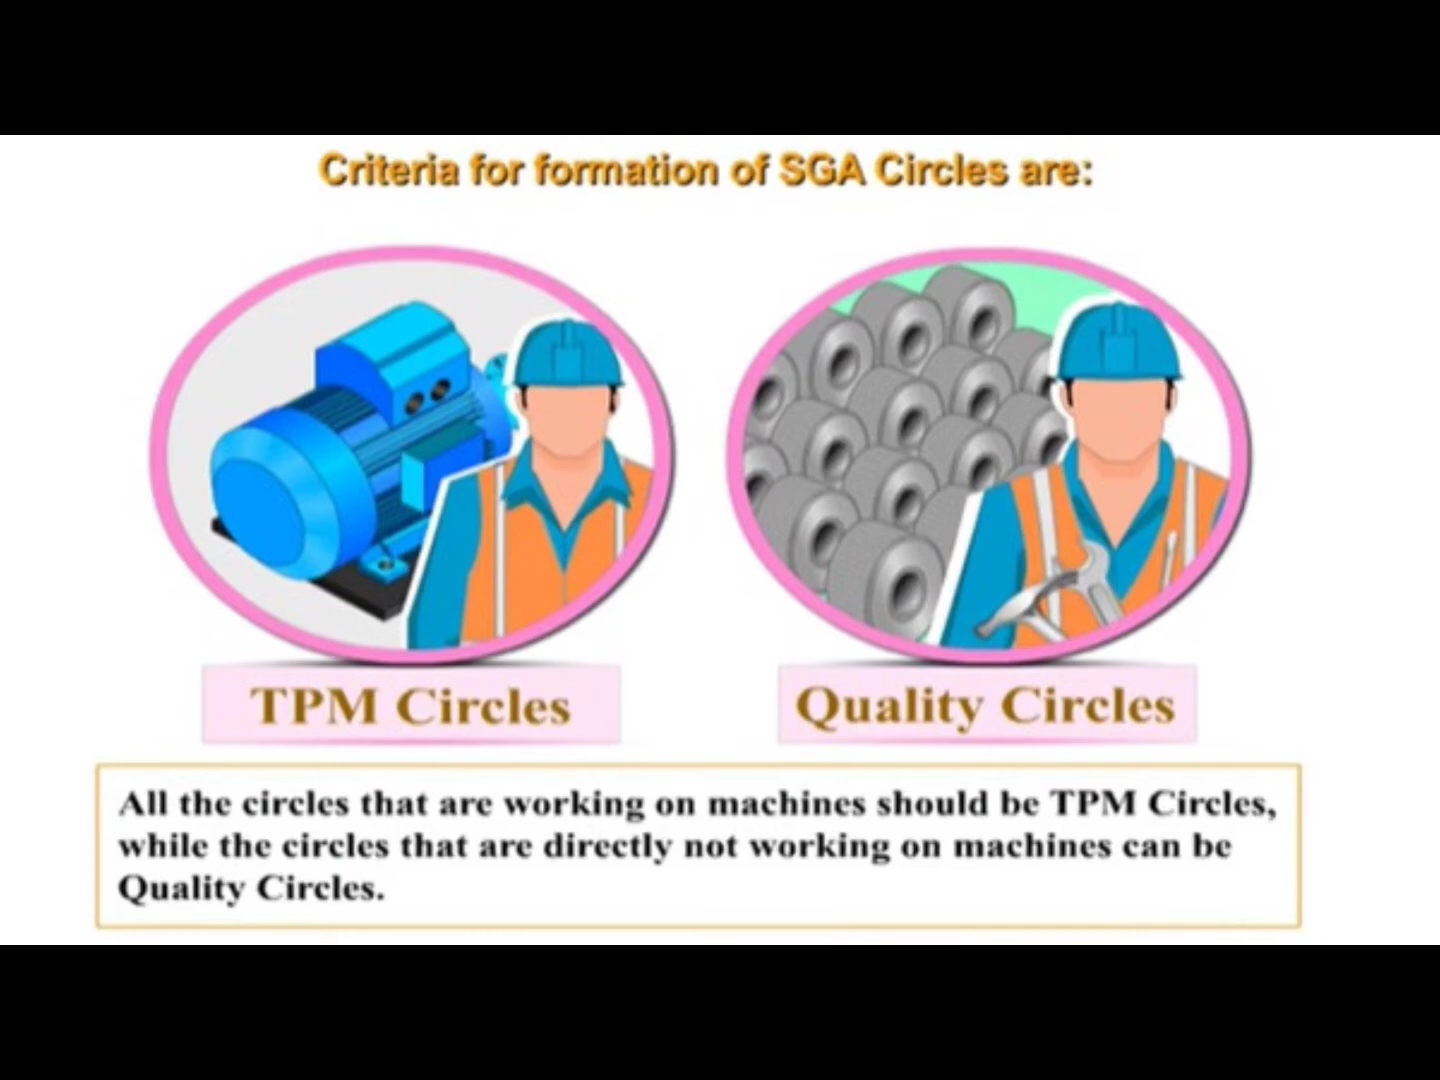 Criteria for formation of SGA Circles are:
TPM Circles
Quality Circles
All the circles that are working on machines should be TPM Circles,
while the circles that are directly not working on machines can be
Quality Circles.